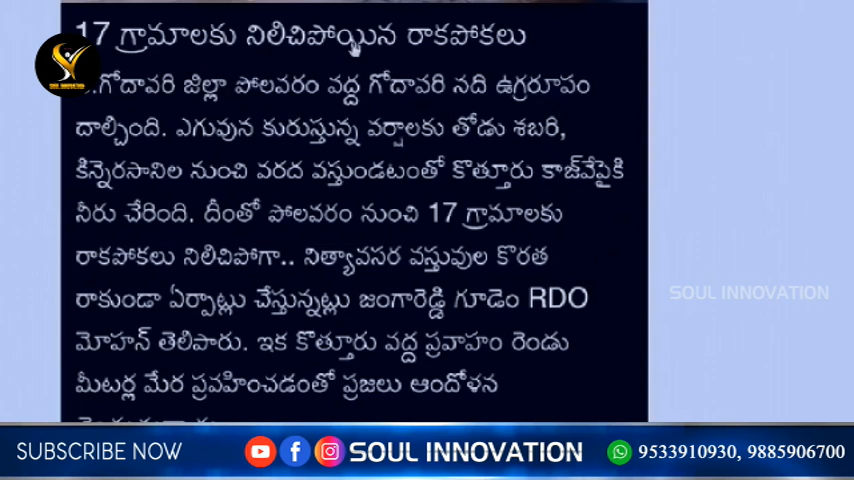 17 గ్రామాలకు నిలిచిపోయిన రాకపోకలు
.గోదావరి జిల్లా పోలవరం వద్ద గోదావరి నది ఉగ్రరూపం
దాల్చింది. ఎగువున కురుస్తున్న వర్షాలకు తోడు శబరి,
కిన్నెరసానిల నుంచి వరద వస్తుండటంతో కొత్తూరు కాజ్‌వేపైకి
నీరు చేరింది. దీంతో పోలవరం నుంచి 17 గ్రామాలకు
రాకపోకలు నిలిచిపోగా.. నిత్యావసర వస్తువుల కొరత
రాకుండా ఏర్పాట్లు చేస్తున్నట్లు జంగారెడ్డి గూడెం RDO
మోహన్ తెలిపారు. ఇక కొత్తూరు వద్ద ప్రవాహం రెండు
మీటర్ల మేర ప్రవహించడంతో ప్రజలు ఆందోళన
SOUL INNOVATION
SUBSCRIBE NOW SOUL INNOVATION 9533910930, 9885906700